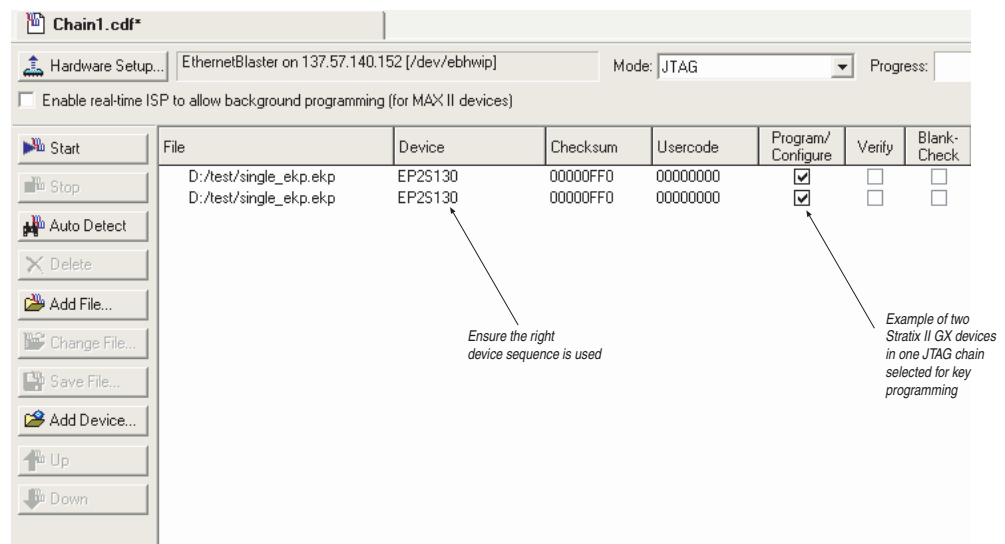 Chain1.cdf*
Hardware Setup... EthernetBlaster on 137.57.140.152 [/dev/ebhwip] Mode: JTAG Progress:
Enable real-time ISP to allow background programming (for MAX II devices)
Start
Stop
Auto Detect
Delete
Add File...
Change File...
Save File...
Add Device...
Up
Down
File Device Checksum Usercode Program/ Configure Verify Blank- Check
D:/test/single_ekp.ekp EP2S130 00000FF0 00000000
D:/test/single_ekp.ekp EP2S130 00000FF0 00000000
Ensure the right
device sequence is used
Example of two
Stratix II GX devices
in one JTAG chain
selected for key
programming